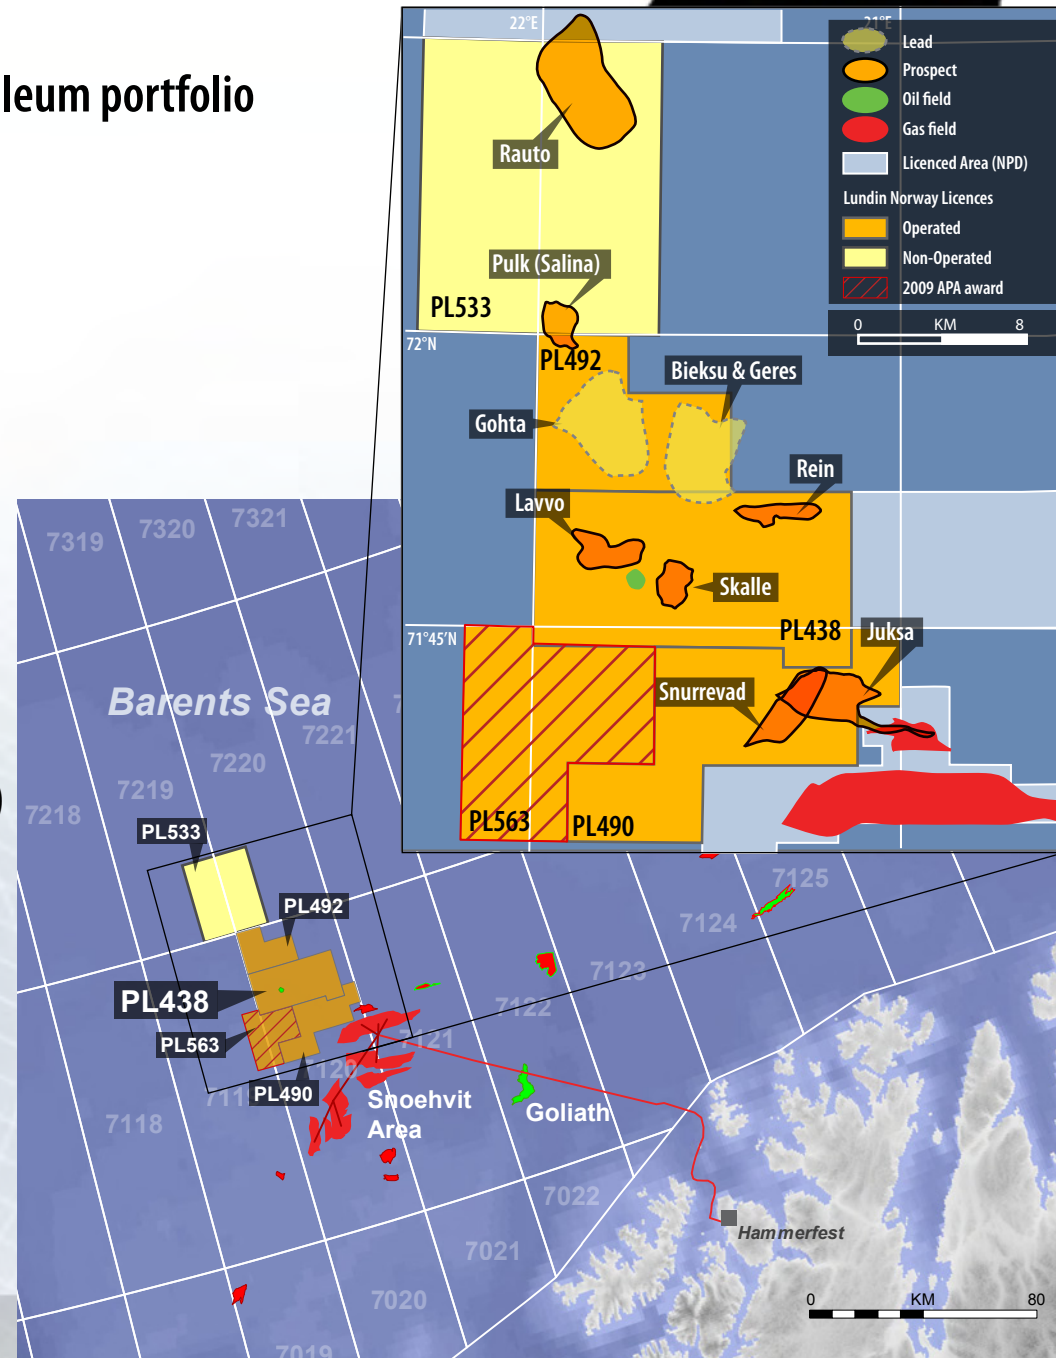 leum portfolio
22°E
21°E
Lead
Prospect
Oil field
Gas field
Licenced Area (NPD)
Lundin Norway Licences
Operated
Non-Operated
2009 APA award
0 KM 8
Rauto
Pulk (Salina)
PL533
72°N
PL492
Bieksu & Geres
Gohta
Rein
Lavvo
Skalle
71°45'N
PL438
Juksa
Snurrevad
PL563
PL490
7319
7320
7321
Barents Sea
7221
7220
7219
7218
PL533
PL492
PL438
PL563
PL490
7125
7124
7123
7122
7121
7120
7118
Snoehvit
Area
Goliath
7022
7021
7020
7019
Hammerfest
0 KM 80